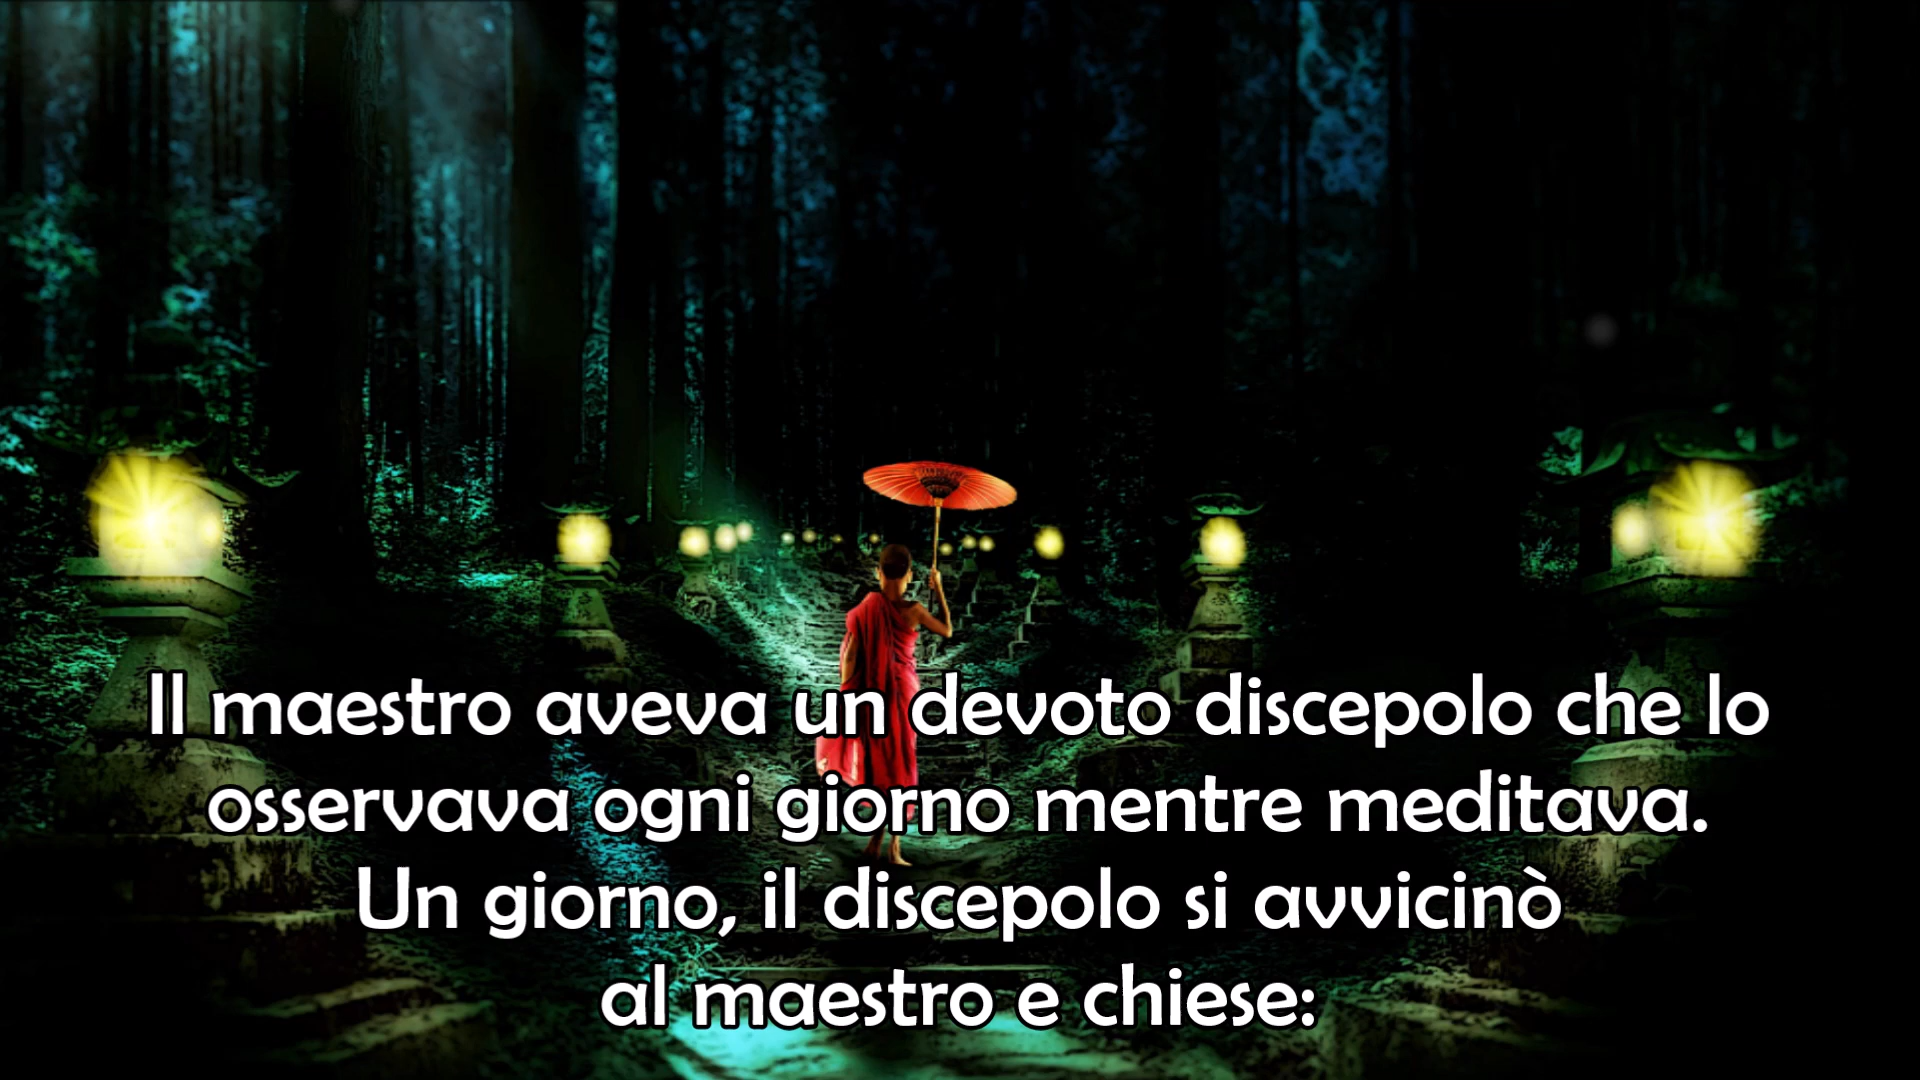 Il maestro aveva un devoto discepolo che lo
osservava ogni giorno mentre meditava.
Un giorno, il discepolo si avvicinò
al maestro e chiese: